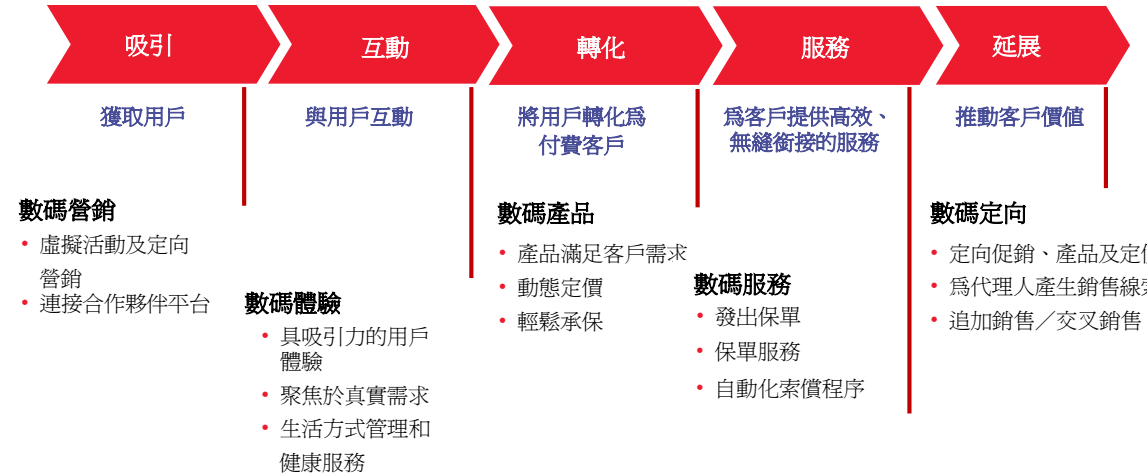 吸引
互動
轉化
服務
延展
獲取用戶
與用戶互動
將用戶轉化爲
付費客戶
爲客戶提供高效、
無縫銜接的服務
推動客戶價值
數碼營銷
• 虛擬活動及定向
營銷
• 連接合作夥伴平台
數碼體驗
• 具吸引力的用戶
體驗
• 聚焦於真實需求
• 生活方式管理和
健康服務
數碼產品
• 產品滿足客戶需求
• 動態定價
• 輕鬆承保
數碼服務
• 發出保單
• 保單服務
• 自動化索償程序
數碼定向
• 定向促銷、產品及定
• 爲代理人產生銷售線
• 追加銷售／交叉銷售